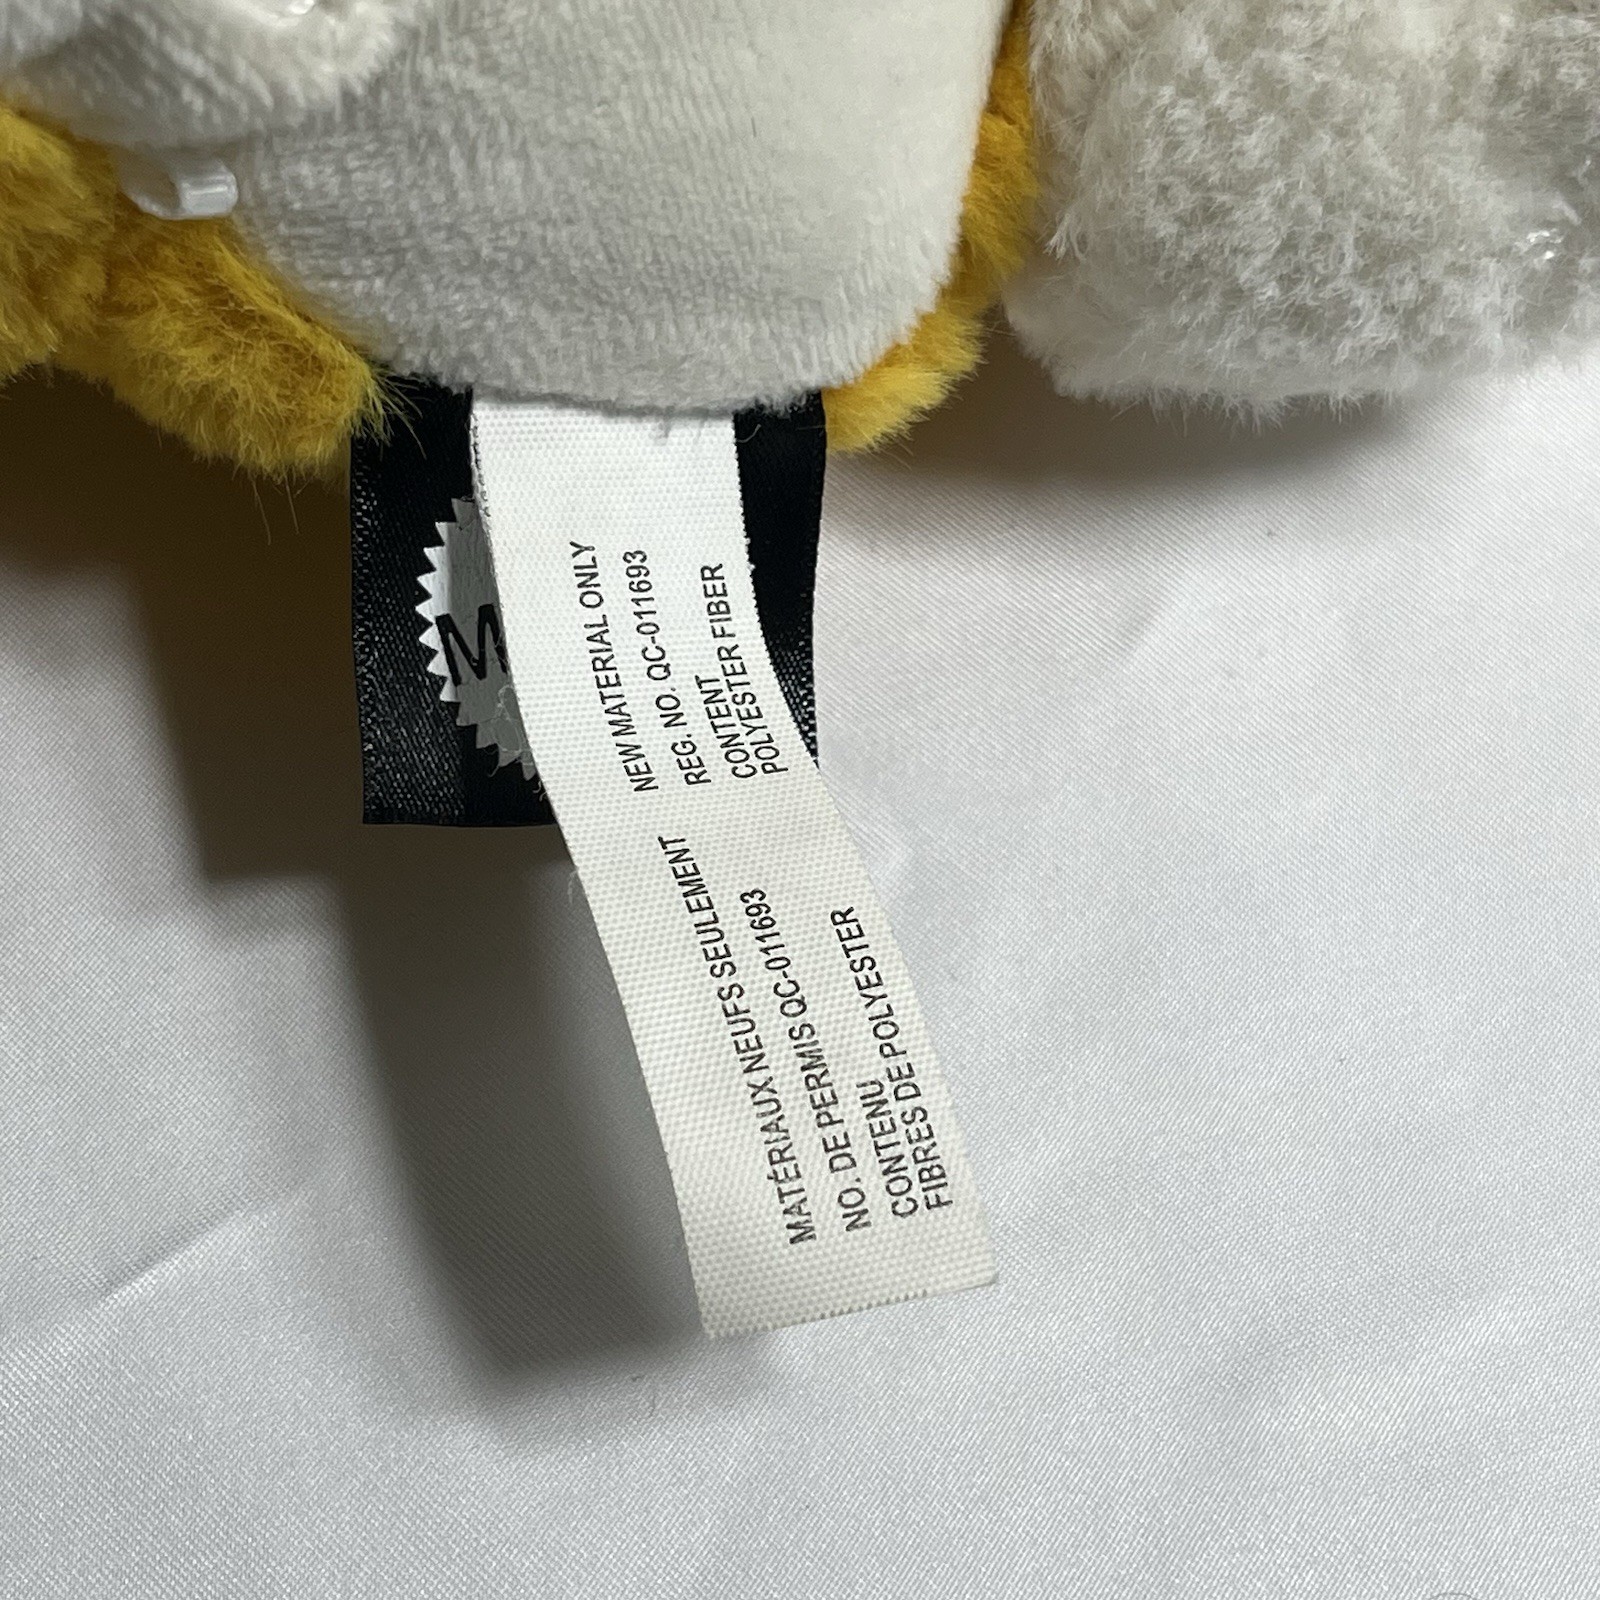 M
NEW MATERIAL ONLY
REG. NO. QC-011693
CONTENT
POLYESTER FIBER
MATÉRIAUX NEUFS SEULEMENT
NO. DE PERMIS QC-011693
CONTENU
FIBRES DE POLYESTER